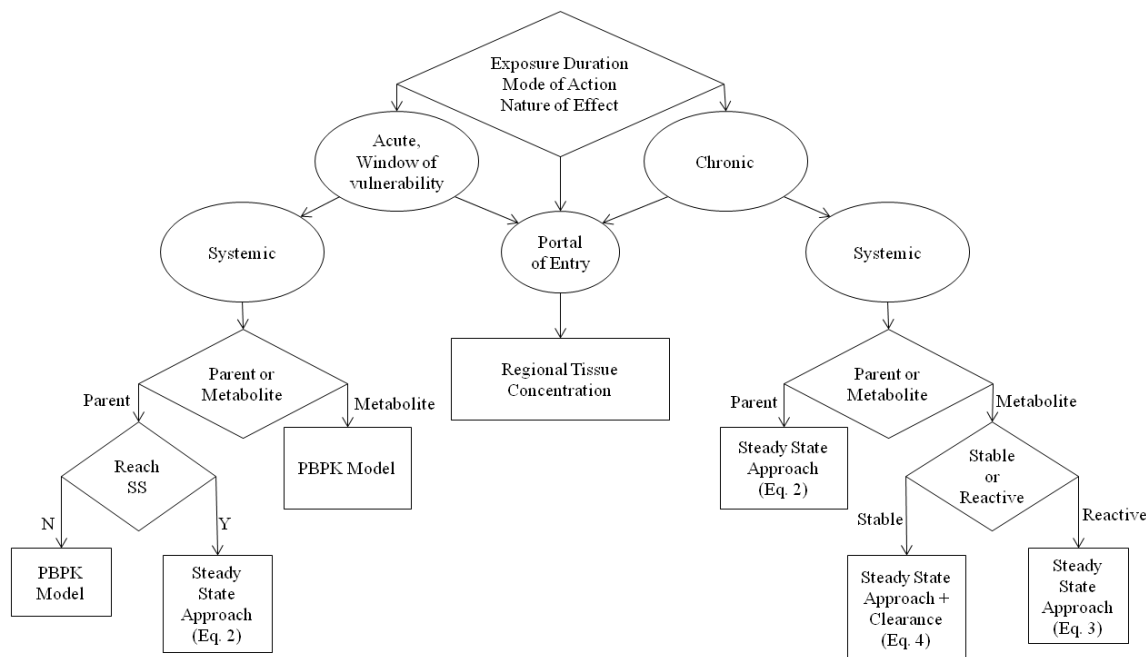 Exposure Duration
Mode of Action
Nature of Effect
Acute,
Window of
vulnerability
Chronic
Systemic
Portal
of Entry
Systemic
Parent or
Metabolite
Regional Tissue
Concentration
Parent or
Metabolite
Parent
Metabolite
Parent
Metabolite
Reach
SS
PBPK Model
Steady State
Approach
(Eq. 2)
Stable
or
Reactive
N
Y
Stable
Reactive
PBPK
Model
Steady
State
Approach
(Eq. 2)
Steady State
Approach +
Clearance
(Eq. 4)
Steady
State
Approach
(Eq. 3)